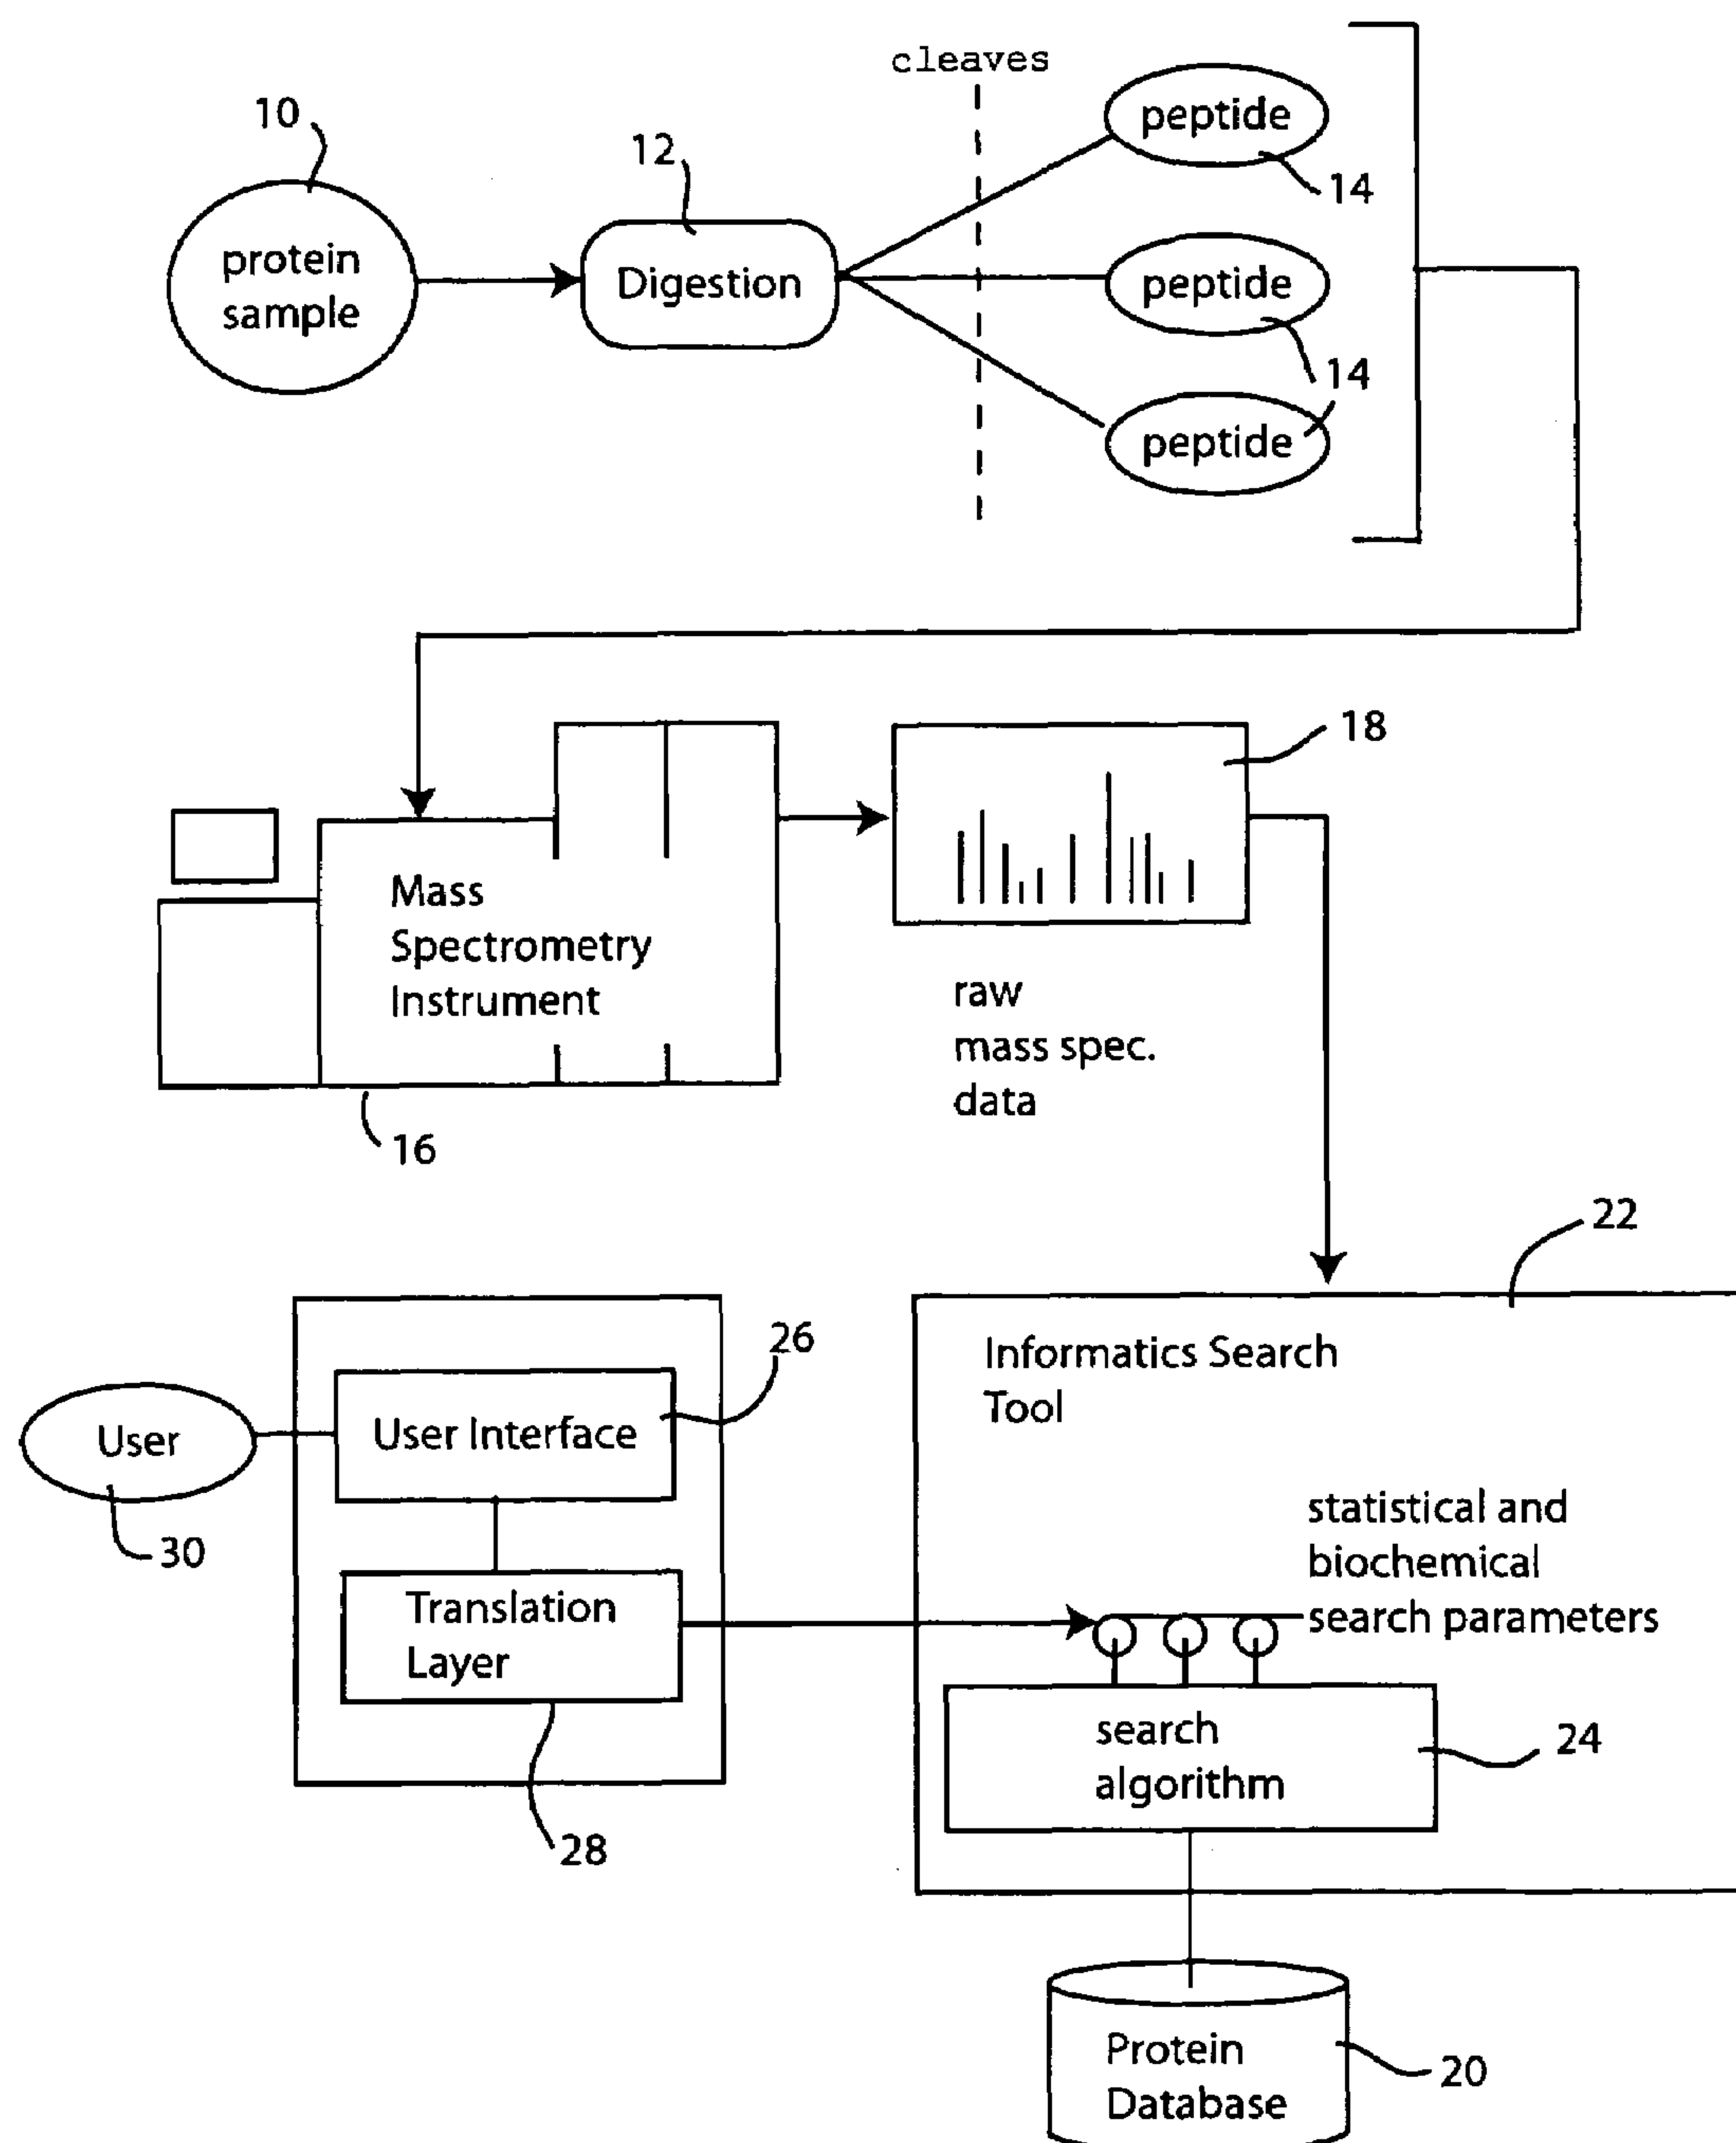 cleaves
10
protein
sample
12
Digestion
peptide
14
peptide
14
peptide
Mass
Spectrometry
Instrument
16
18
raw
mass spec.
data
22
Informatics Search
Tool
26
User Interface
User
30
Translation
Layer
28
statistical and
biochemical
search parameters
search
algorithm
24
Protein
Database
20